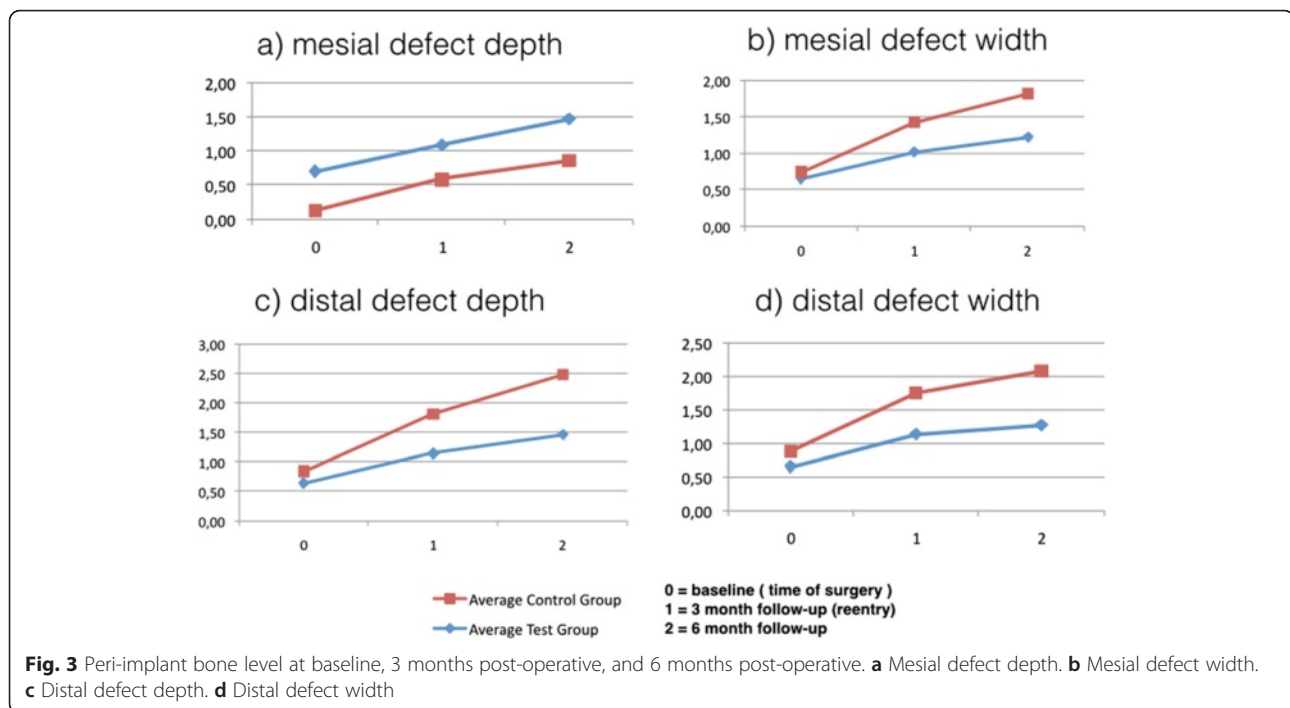 a) mesial defect depth
2,00
1,50
1,00
0,50
0,00
0 1 2
b) mesial defect width
2,00
1,50
1,00
0,50
0,00
0 1 2
c) distal defect depth
3,00
2,50
2,00
1,50
1,00
0,50
0,00
0 1 2
d) distal defect width
2,50
2,00
1,50
1,00
0,50
0,00
0 1 2
Average Control Group
Average Test Group
0 = baseline ( time of surgery )
1 = 3 month follow-up (reentry)
2 = 6 month follow-up
Fig. 3 Peri-implant bone level at baseline, 3 months post-operative, and 6 months post-operative. a Mesial defect depth. b Mesial defect width.
c Distal defect depth. d Distal defect width